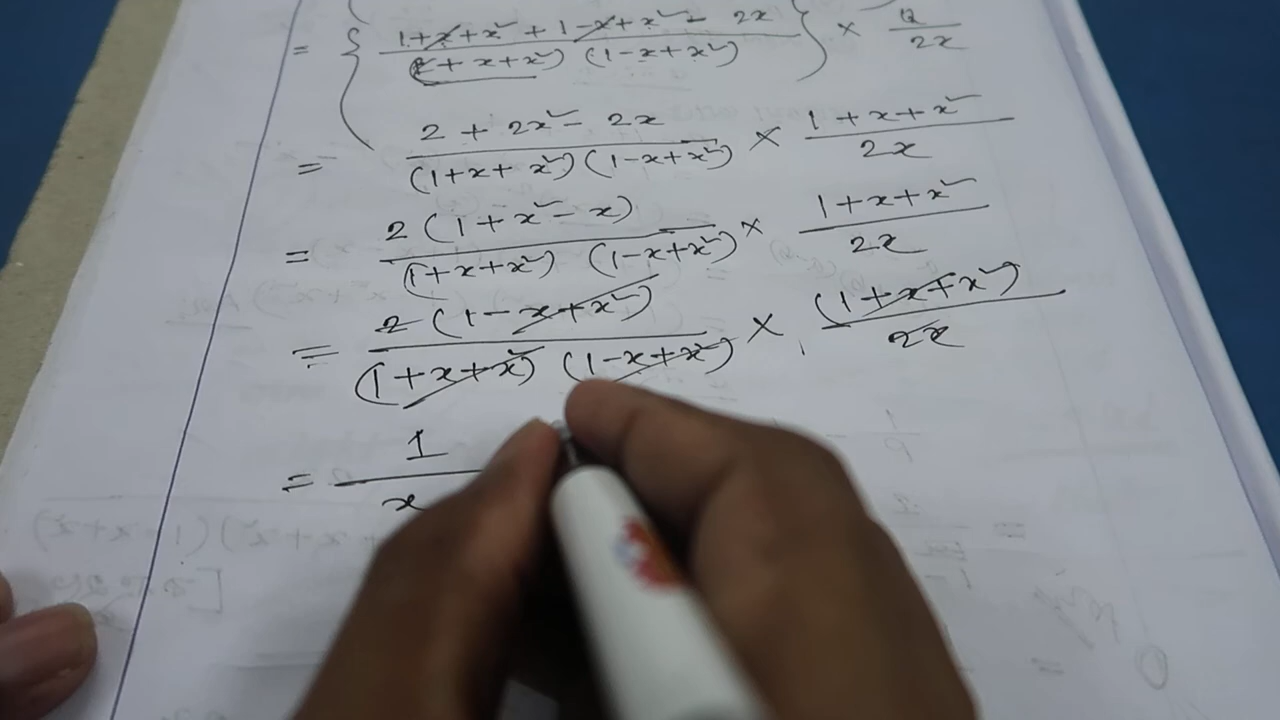 = { (1+x+x² + 1-x+x² - 2x) / ((1+x+x²) (1-x+x²)) } × Q/2x
= (2 + 2x² - 2x) / ((1+x+x²)(1-x+x²)) × (1+x+x²) / 2x
= 2(1+x²-x) / ((1+x+x²) (1-x+x²)) × (1+x+x²) / 2x
= 2(1-x+x²) / ((1+x+x²) (1-x+x²)) × (1+x+x²) / 2x
= 1/x